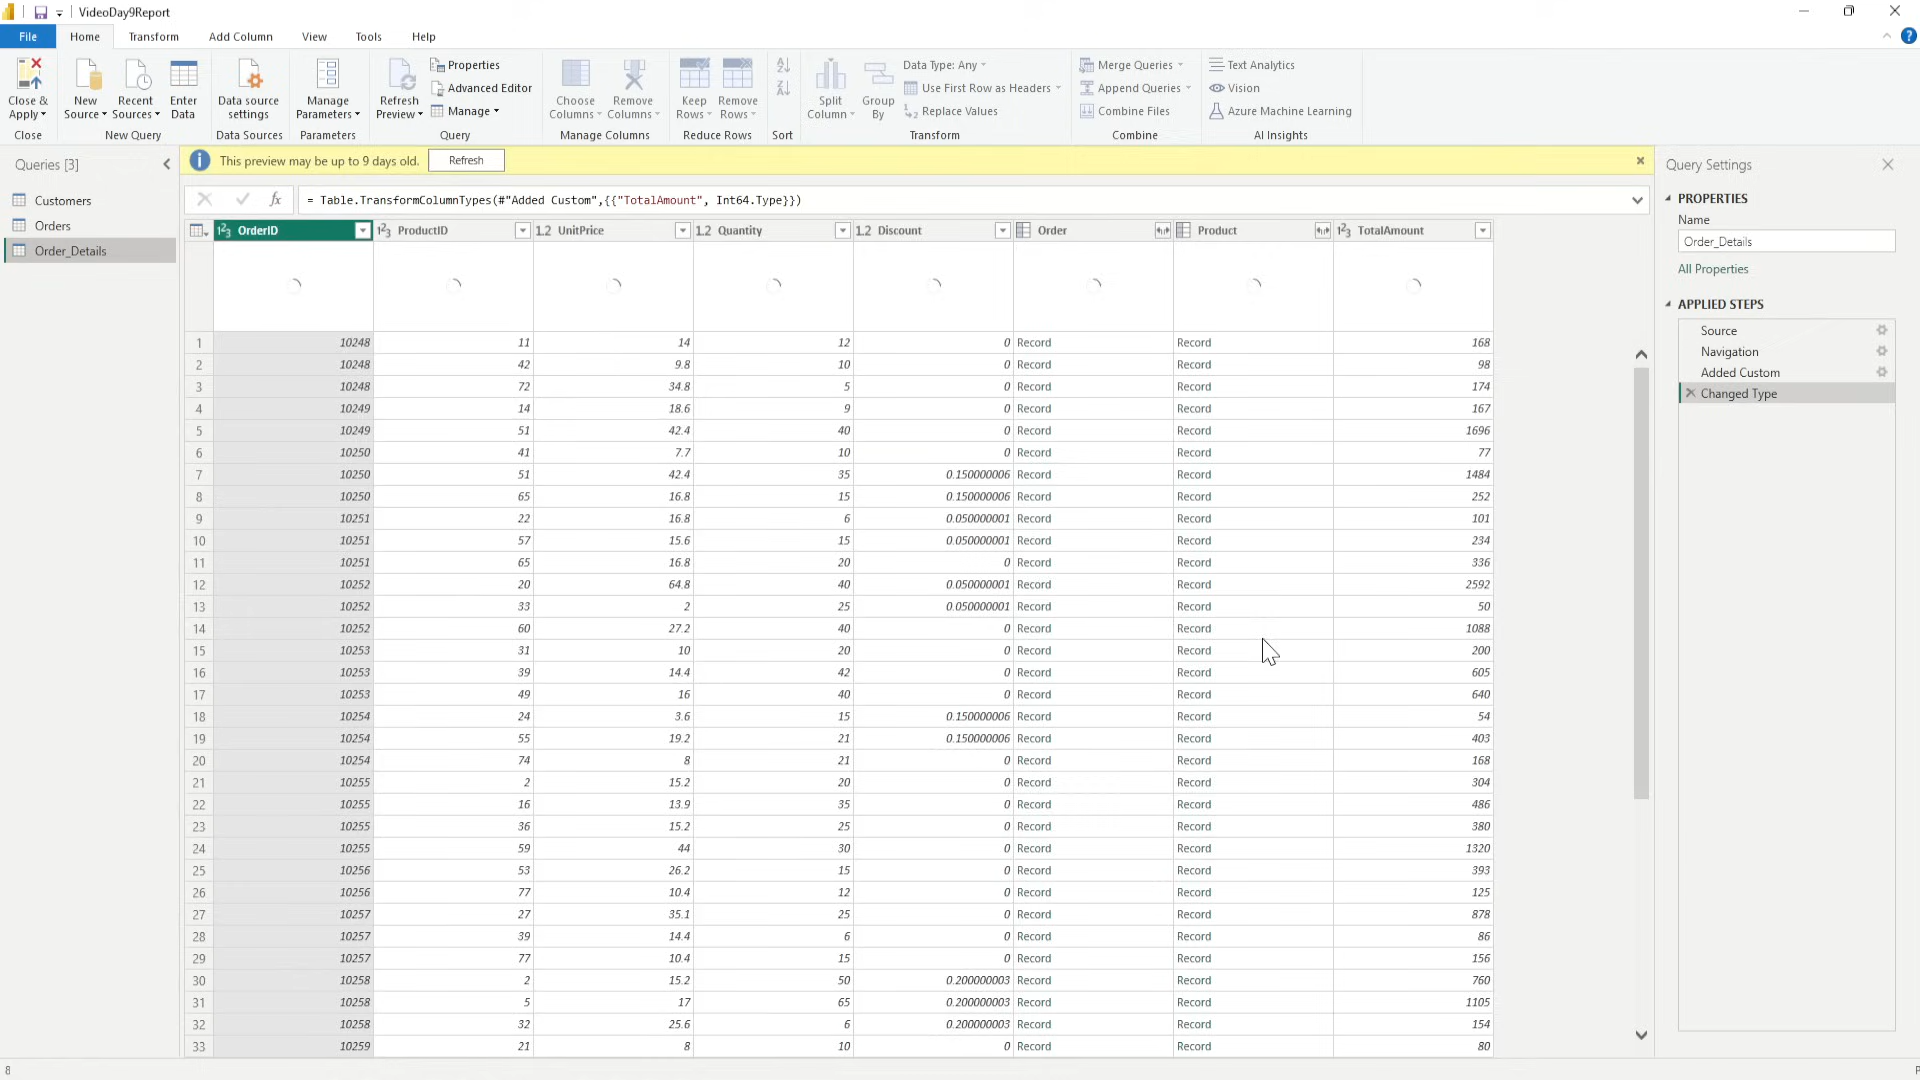 VideoDay9Report
File Home Transform Add Column View Tools Help
Close & Apply
Close
New Source
Recent Sources
Enter Data
New Query
Data source settings
Data Sources
Manage Parameters
Parameters
Refresh Preview
Properties
Advanced Editor
Manage
Query
Choose Columns
Remove Columns
Manage Columns
Keep Rows
Remove Rows
Reduce Rows
Sort
Split Column
Group By
Data Type: Any
Use First Row as Headers
Replace Values
Transform
Merge Queries
Append Queries
Combine Files
Combine
Text Analytics
Vision
Azure Machine Learning
AI Insights
Queries [3]
Customers
Orders
Order_Details
This preview may be up to 9 days old. Refresh
fx = Table.TransformColumnTypes(#"Added Custom",{{"TotalAmount", Int64.Type}})
OrderID ProductID 1.2 UnitPrice 1.2 Quantity 1.2 Discount Order Product TotalAmount
1 10248 11 14 12 0 Record Record 168
2 10248 42 9.8 10 0 Record Record 98
3 10248 72 34.8 5 0 Record Record 174
4 10249 14 18.6 9 0 Record Record 167
5 10249 51 42.4 40 0 Record Record 1696
6 10250 41 7.7 10 0 Record Record 77
7 10250 51 42.4 35 0.150000006 Record Record 1484
8 10250 65 16.8 15 0.150000006 Record Record 252
9 10251 22 16.8 6 0.050000001 Record Record 101
10 10251 57 15.6 15 0.050000001 Record Record 234
11 10251 65 16.8 20 0 Record Record 336
12 10252 20 64.8 40 0.050000001 Record Record 2592
13 10252 33 2 25 0.050000001 Record Record 50
14 10252 60 27.2 40 0 Record Record 1088
15 10253 31 10 20 0 Record Record 200
16 10253 39 14.4 42 0 Record Record 605
17 10253 49 16 40 0 Record Record 640
18 10254 24 3.6 15 0.150000006 Record Record 54
19 10254 55 19.2 21 0.150000006 Record Record 403
20 10254 74 8 21 0 Record Record 168
21 10255 2 15.2 20 0 Record Record 304
22 10255 16 13.9 35 0 Record Record 486
23 10255 36 15.2 25 0 Record Record 380
24 10255 59 44 30 0 Record Record 1320
25 10256 53 26.2 15 0 Record Record 393
26 10256 77 10.4 12 0 Record Record 125
27 10257 27 35.1 25 0 Record Record 878
28 10257 39 14.4 6 0 Record Record 86
29 10257 77 10.4 15 0 Record Record 156
30 10258 2 15.2 50 0.200000003 Record Record 760
31 10258 5 17 65 0.200000003 Record Record 1105
32 10258 32 25.6 6 0.200000003 Record Record 154
33 10259 21 8 10 0 Record Record 80
Query Settings
PROPERTIES
Name
Order_Details
All Properties
APPLIED STEPS
Source
Navigation
Added Custom
Changed Type
8